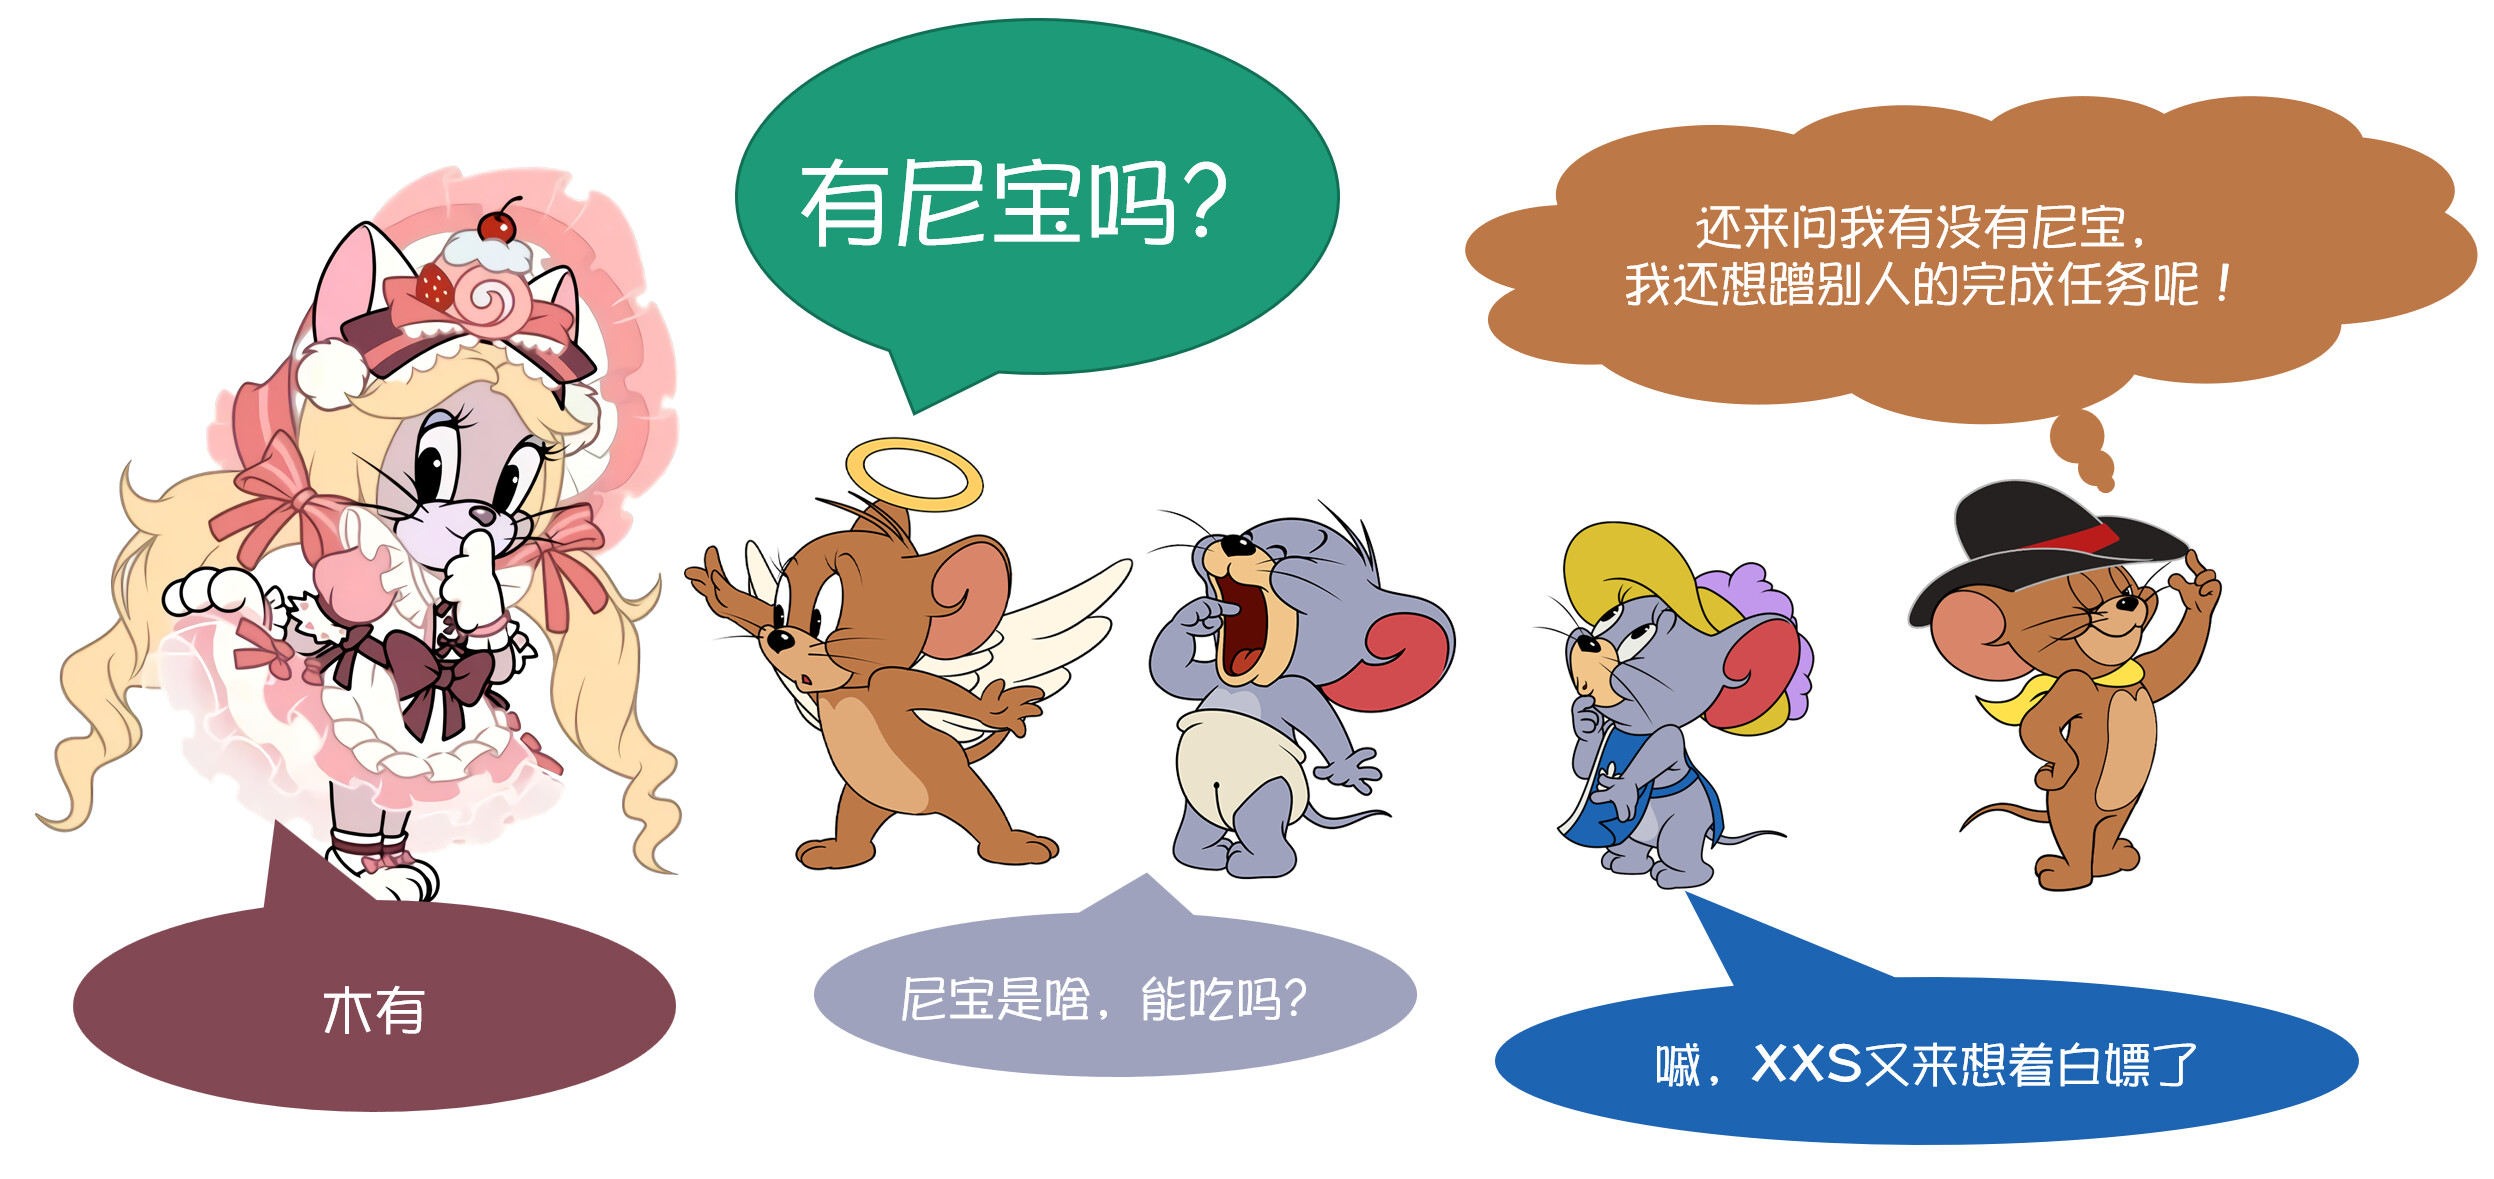 有尼宝吗？
还来问我有没有尼宝，
我还想蹭别人的完成任务呢！
木有
尼宝是啥，能吃吗？
嘁，XXS又来想着白嫖了